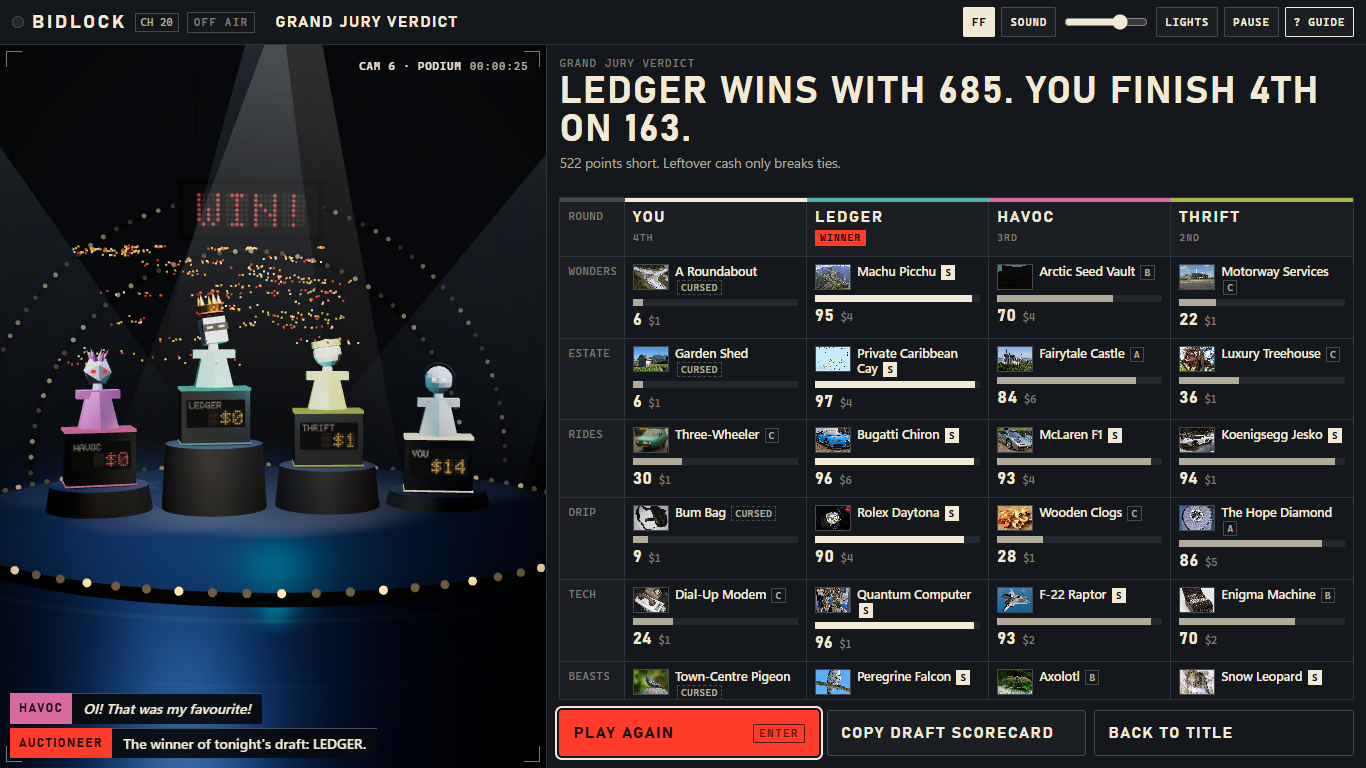 BIDLOCK CH 20 OFF AIR GRAND JURY VERDICT
FF SOUND LIGHTS PAUSE ? GUIDE
CAM 6 · PODIUM 00:00:25
WIN!
LEDGER $0
THRIFT $1
HAVOC $0
YOU $14
HAVOC OI! That was my favourite!
AUCTIONEER The winner of tonight's draft: LEDGER.
GRAND JURY VERDICT
LEDGER WINS WITH 685. YOU FINISH 4TH
ON 163.
522 points short. Leftover cash only breaks ties.
ROUND YOU LEDGER HAVOC THRIFT
4TH WINNER 3RD 2ND
WONDERS A Roundabout Machu Picchu S Arctic Seed Vault B Motorway Services
CURSED C
6 $1 95 $4 70 $4 22 $1
ESTATE Garden Shed Private Caribbean Fairytale Castle A Luxury Treehouse C
CURSED Cay S
6 $1 97 $4 84 $6 36 $1
RIDES Three-Wheeler C Bugatti Chiron S McLaren F1 S Koenigsegg Jesko S
30 $1 96 $6 93 $4 94 $1
DRIP Bum Bag CURSED Rolex Daytona S Wooden Clogs C The Hope Diamond
A
9 $1 90 $4 28 $1 86 $5
TECH Dial-Up Modem C Quantum Computer F-22 Raptor S Enigma Machine B
S
24 $1 96 $1 93 $2 70 $2
BEASTS Town-Centre Pigeon Peregrine Falcon S Axolotl B Snow Leopard S
CURSED
PLAY AGAIN ENTER COPY DRAFT SCORECARD BACK TO TITLE